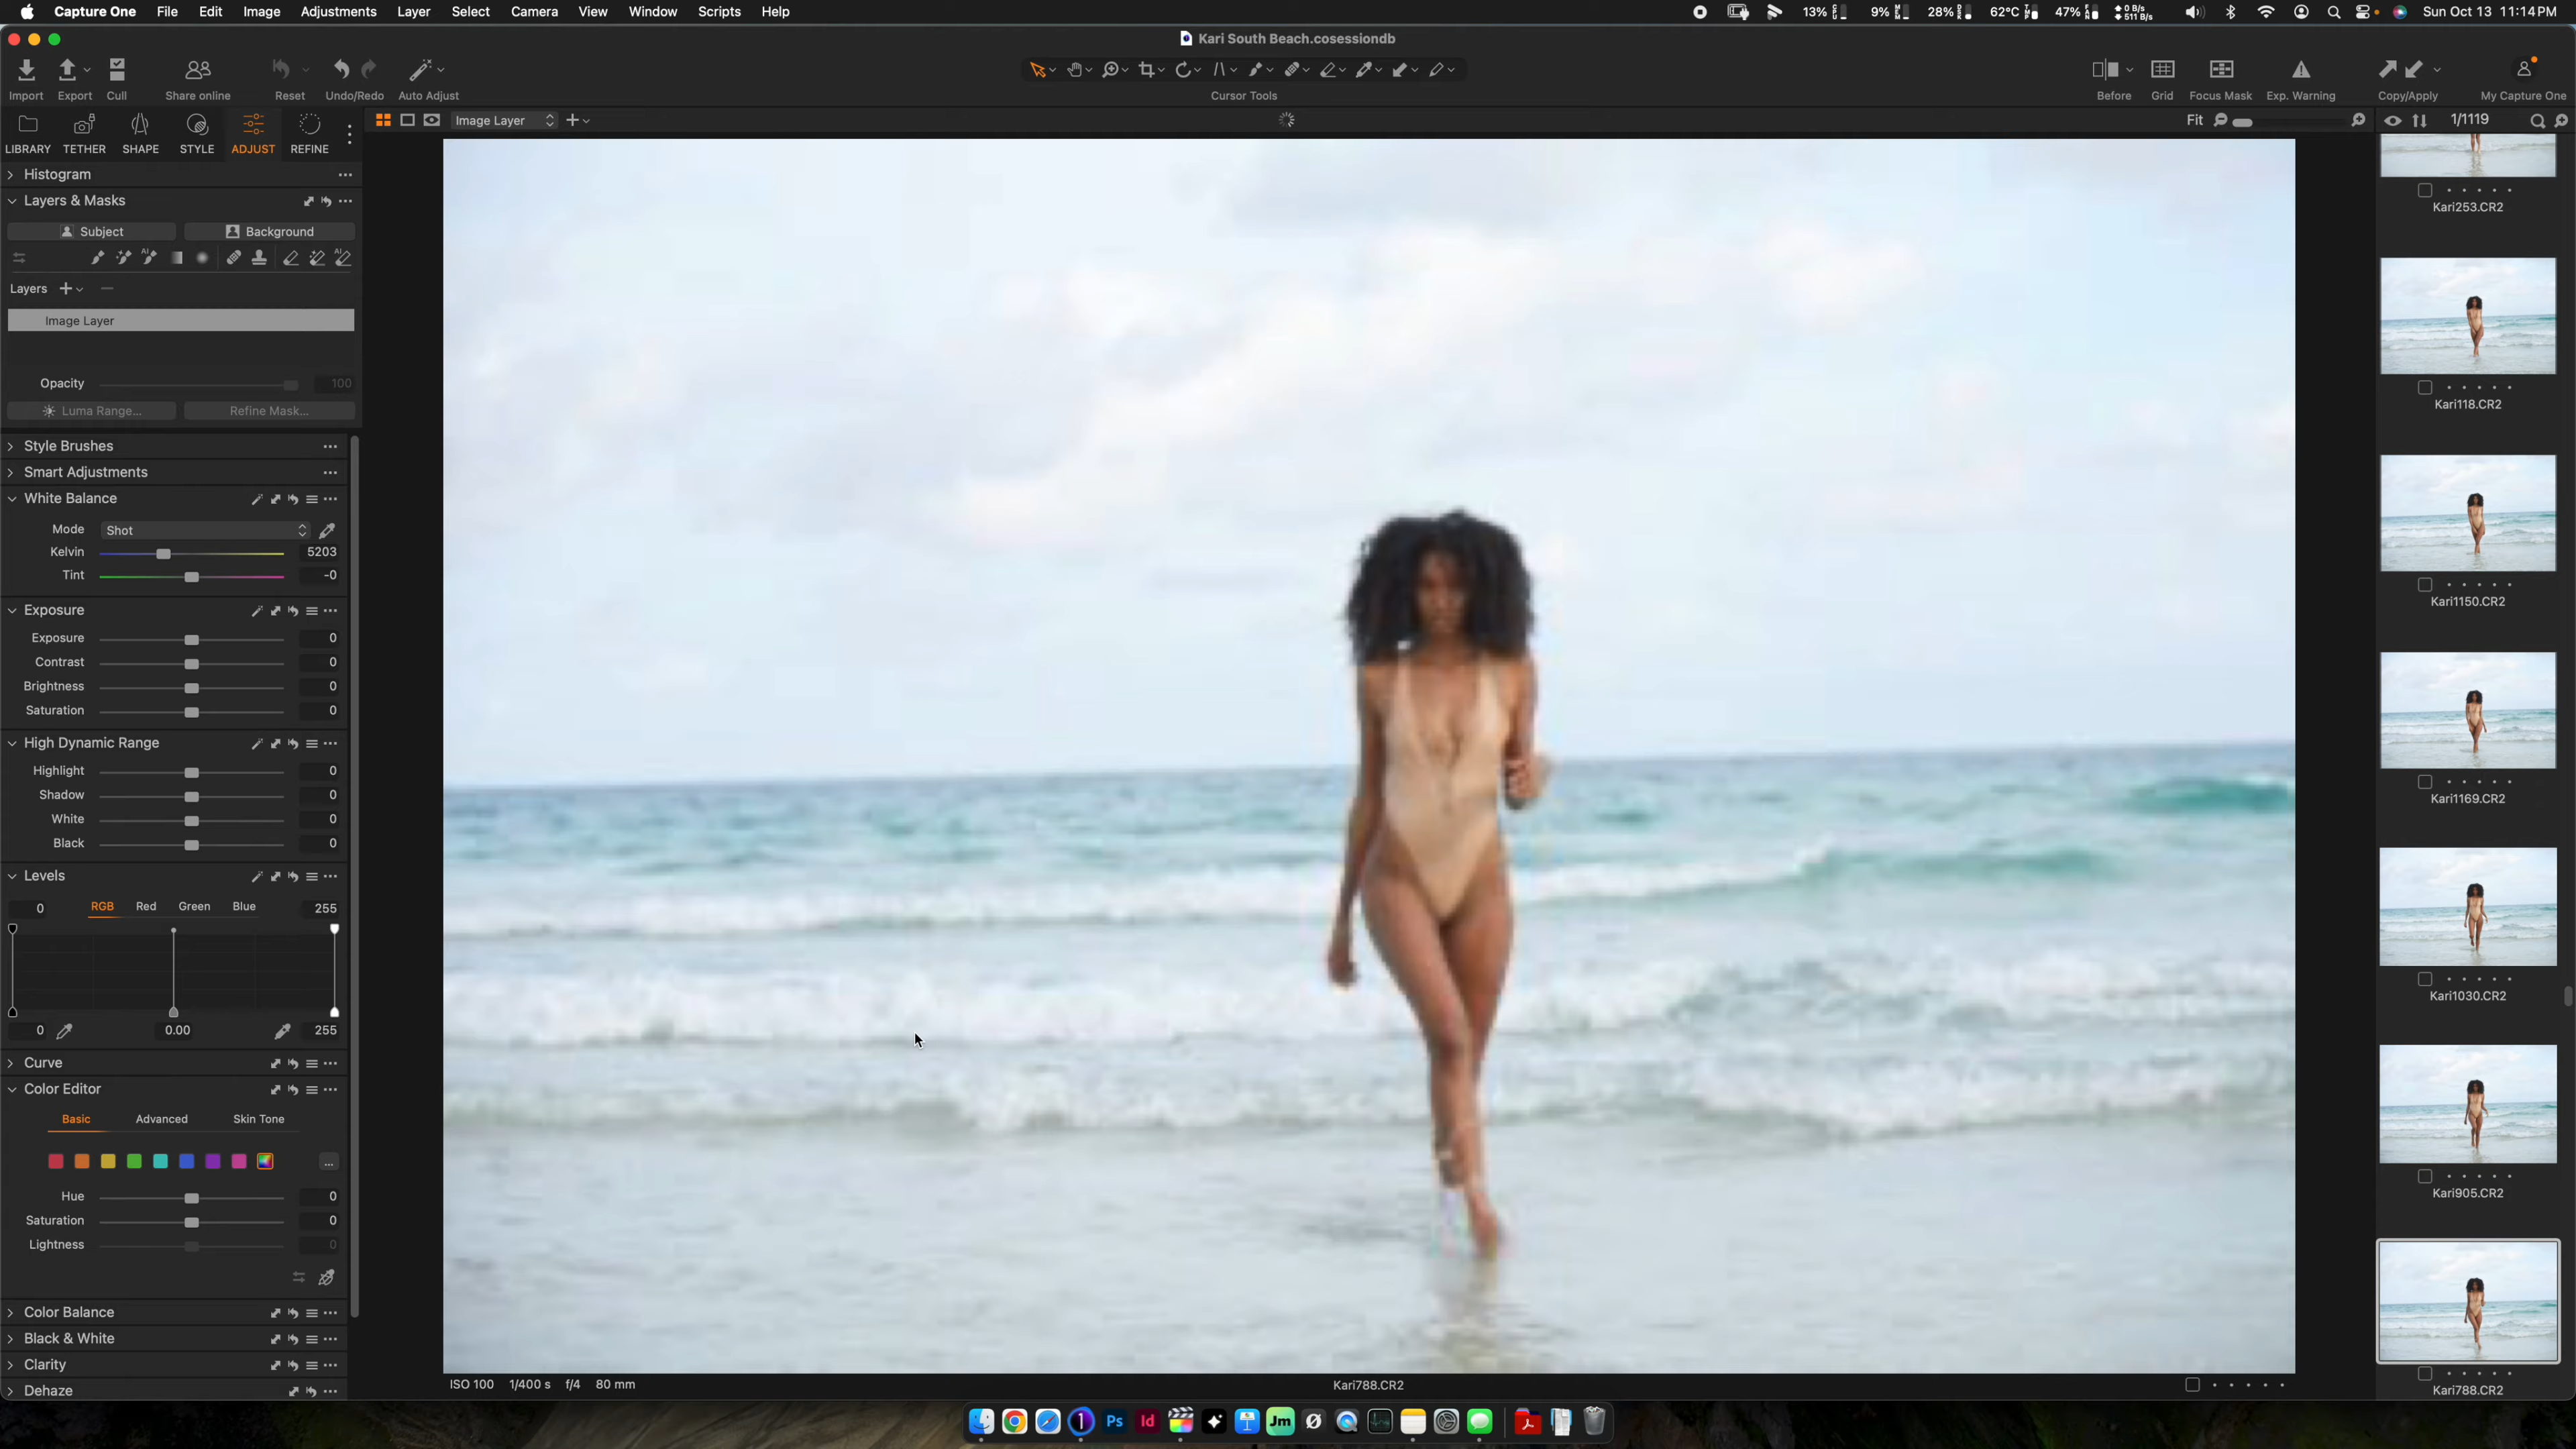 Capture One File Edit Image Adjustments Layer Select Camera View Window Scripts Help 13% 9% 28% 62°C 47% 0 B/s 511 B/s Sun Oct 13 11:14PM
Kari South Beach.cosessiondb
Import Export Cull Share online Reset Undo/Redo Auto Adjust Cursor Tools Before Grid Focus Mask Exp. Warning Copy/Apply My Capture One
LIBRARY TETHER SHAPE STYLE ADJUST REFINE
Image Layer
Fit
1/1119
Histogram
Layers & Masks
Subject Background
Layers
Image Layer
Opacity 100
Luma Range... Refine Mask...
Style Brushes
Smart Adjustments
White Balance
Mode Shot
Kelvin 5203
Tint -0
Exposure
Exposure 0
Contrast 0
Brightness 0
Saturation 0
High Dynamic Range
Highlight 0
Shadow 0
White 0
Black 0
Levels
0 RGB Red Green Blue 255
0 0.00 255
Curve
Color Editor
Basic Advanced Skin Tone
Hue 0
Saturation 0
Lightness 0
Color Balance
Black & White
Clarity
Dehaze
ISO 100 1/400 s f/4 80 mm
Kari788.CR2
Kari253.CR2
Kari118.CR2
Kari1150.CR2
Kari1169.CR2
Kari1030.CR2
Kari905.CR2
Kari788.CR2
Ps Id Jm